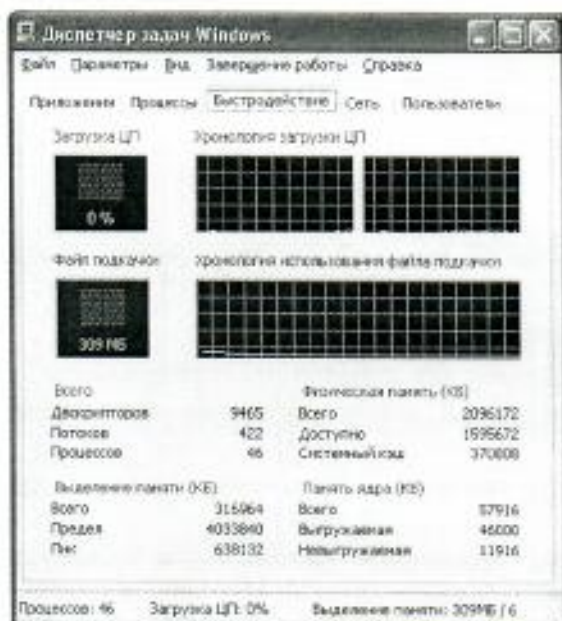 Диспетчер задач Windows
Файл Параметры Вид Завершение работы Справка
Приложения Процессы Быстродействие Сеть Пользователи
Загрузка ЦП Хронология загрузки ЦП
0 %
Файл подкачки Хронология использования файла подкачки
309 МБ
Всего Физическая память (КБ)
Дескрипторов 9465 Всего 2096172
Потоков 422 Доступно 1595672
Процессов 46 Системный кэш 370808
Выделение памяти (КБ) Память ядра (КБ)
Всего 316964 Всего 57916
Предел 4033840 Выгружаемая 46000
Пик 638132 Невыгружаемая 11916
Процессов: 46 Загрузка ЦП: 0% Выделение памяти: 309МБ / 6